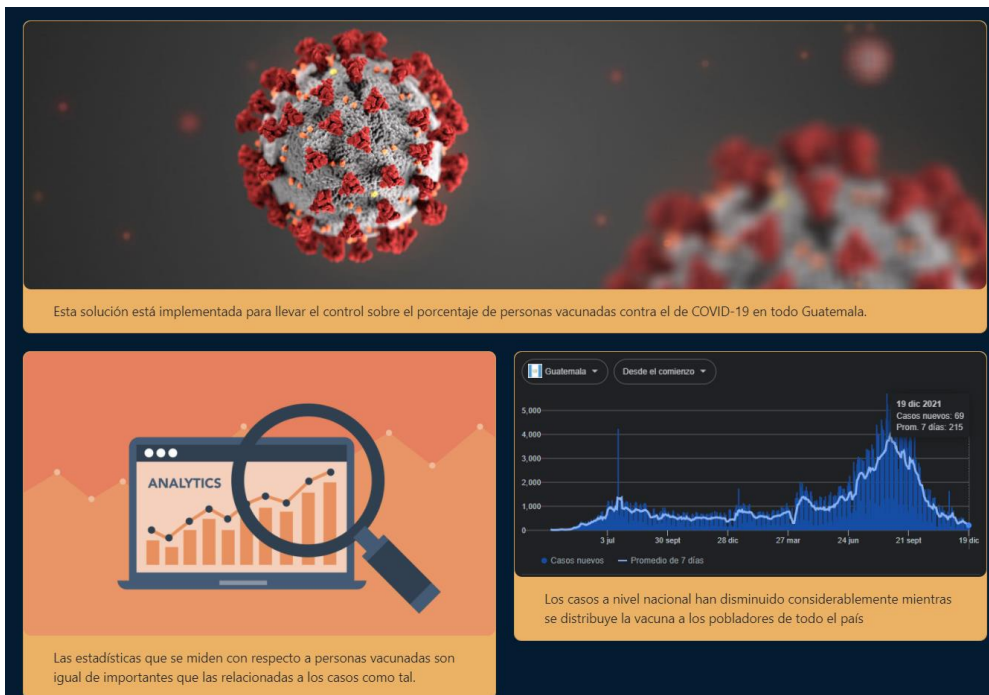 Esta solución está implementada para llevar el control sobre el porcentaje de personas vacunadas contra el de COVID-19 en todo Guatemala.
ANALYTICS
Las estadísticas que se miden con respecto a personas vacunadas son
igual de importantes que las relacionadas a los casos como tal.
Guatemala
Desde el comienzo
19 dic 2021
Casos nuevos: 69
Prom. 7 días: 215
5,000
4,000
3,000
2,000
1,000
0
3 jul 30 sept 28 dic 27 mar 24 jun 21 sept 19 dic
Casos nuevos Promedio de 7 días
Los casos a nivel nacional han disminuido considerablemente mientras
se distribuye la vacuna a los pobladores de todo el país